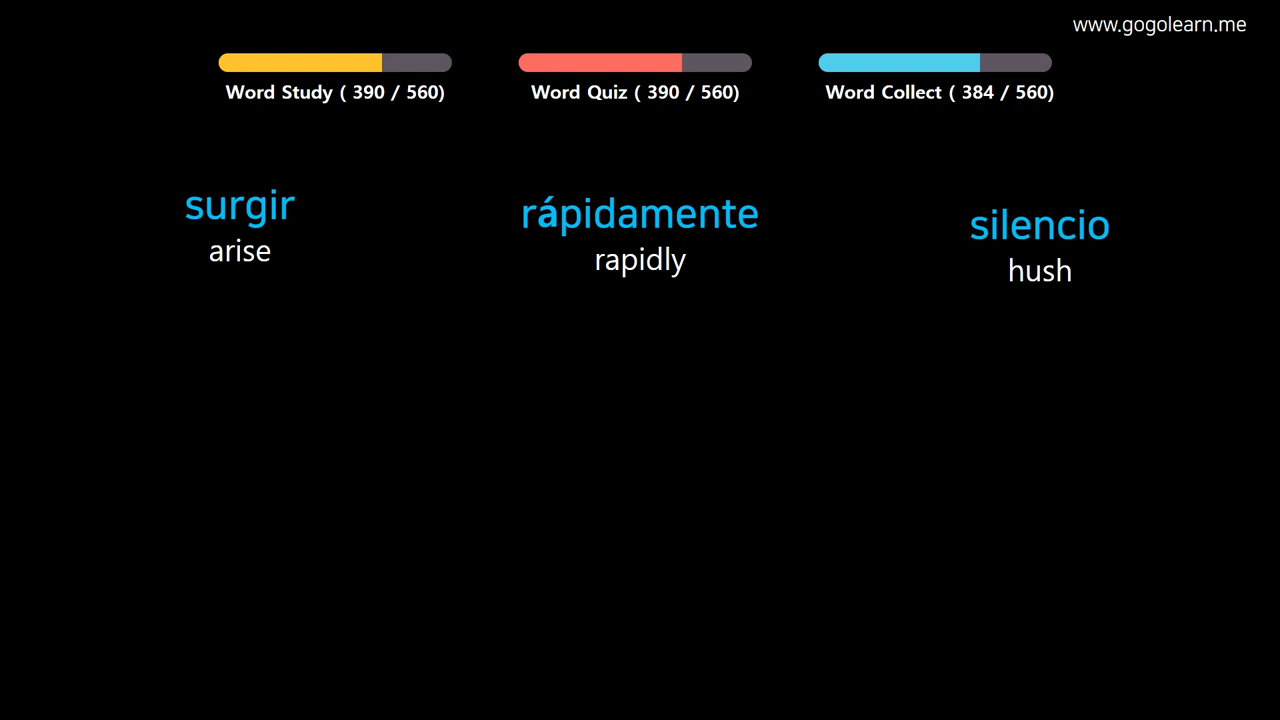 www.gogolearn.me
Word Study ( 390 / 560)
Word Quiz ( 390 / 560)
Word Collect ( 384 / 560)
surgir
arise
rápidamente
rapidly
silencio
hush